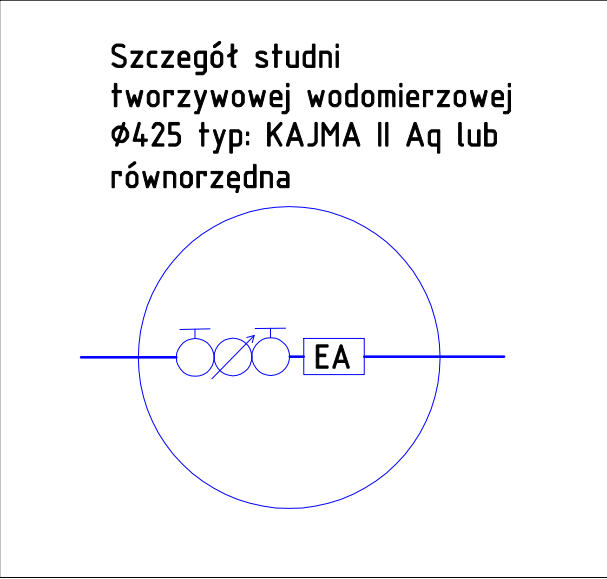 Szczegół studni
tworzywowej wodomierzowej
Ø425 typ: KAJMA II Aq lub
równorzędna
EA